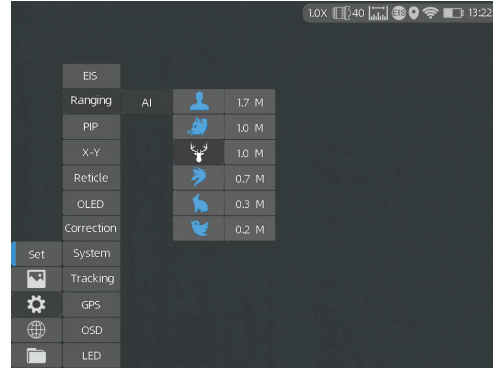 1.0X 40 EIS 13:22
EIS
Ranging AI 1.7 M
PIP 1.0 M
X-Y 1.0 M
Reticle 0.7 M
OLED 0.3 M
Correction 0.2 M
Set System
Tracking
GPS
OSD
LED